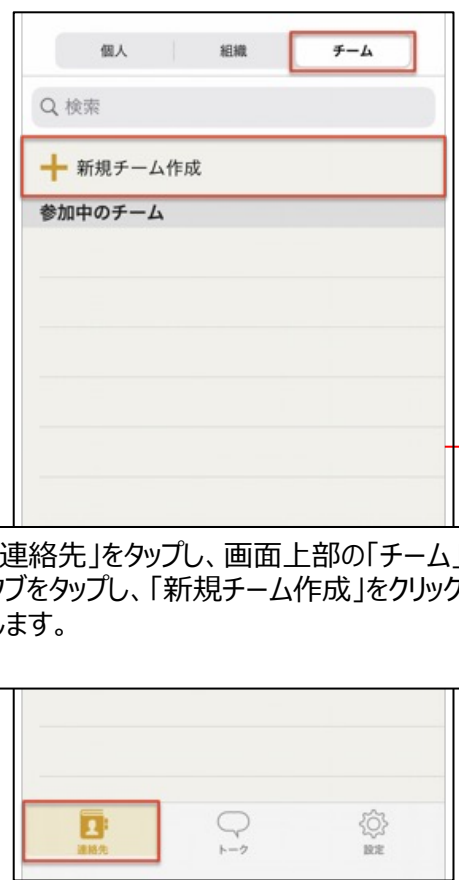 個人 組織 チーム
検索
新規チーム作成
参加中のチーム
連絡先」をタップし、画面上部の「チーム」
タブをタップし、「新規チーム作成」をクリック
します。
連絡先 トーク 設定